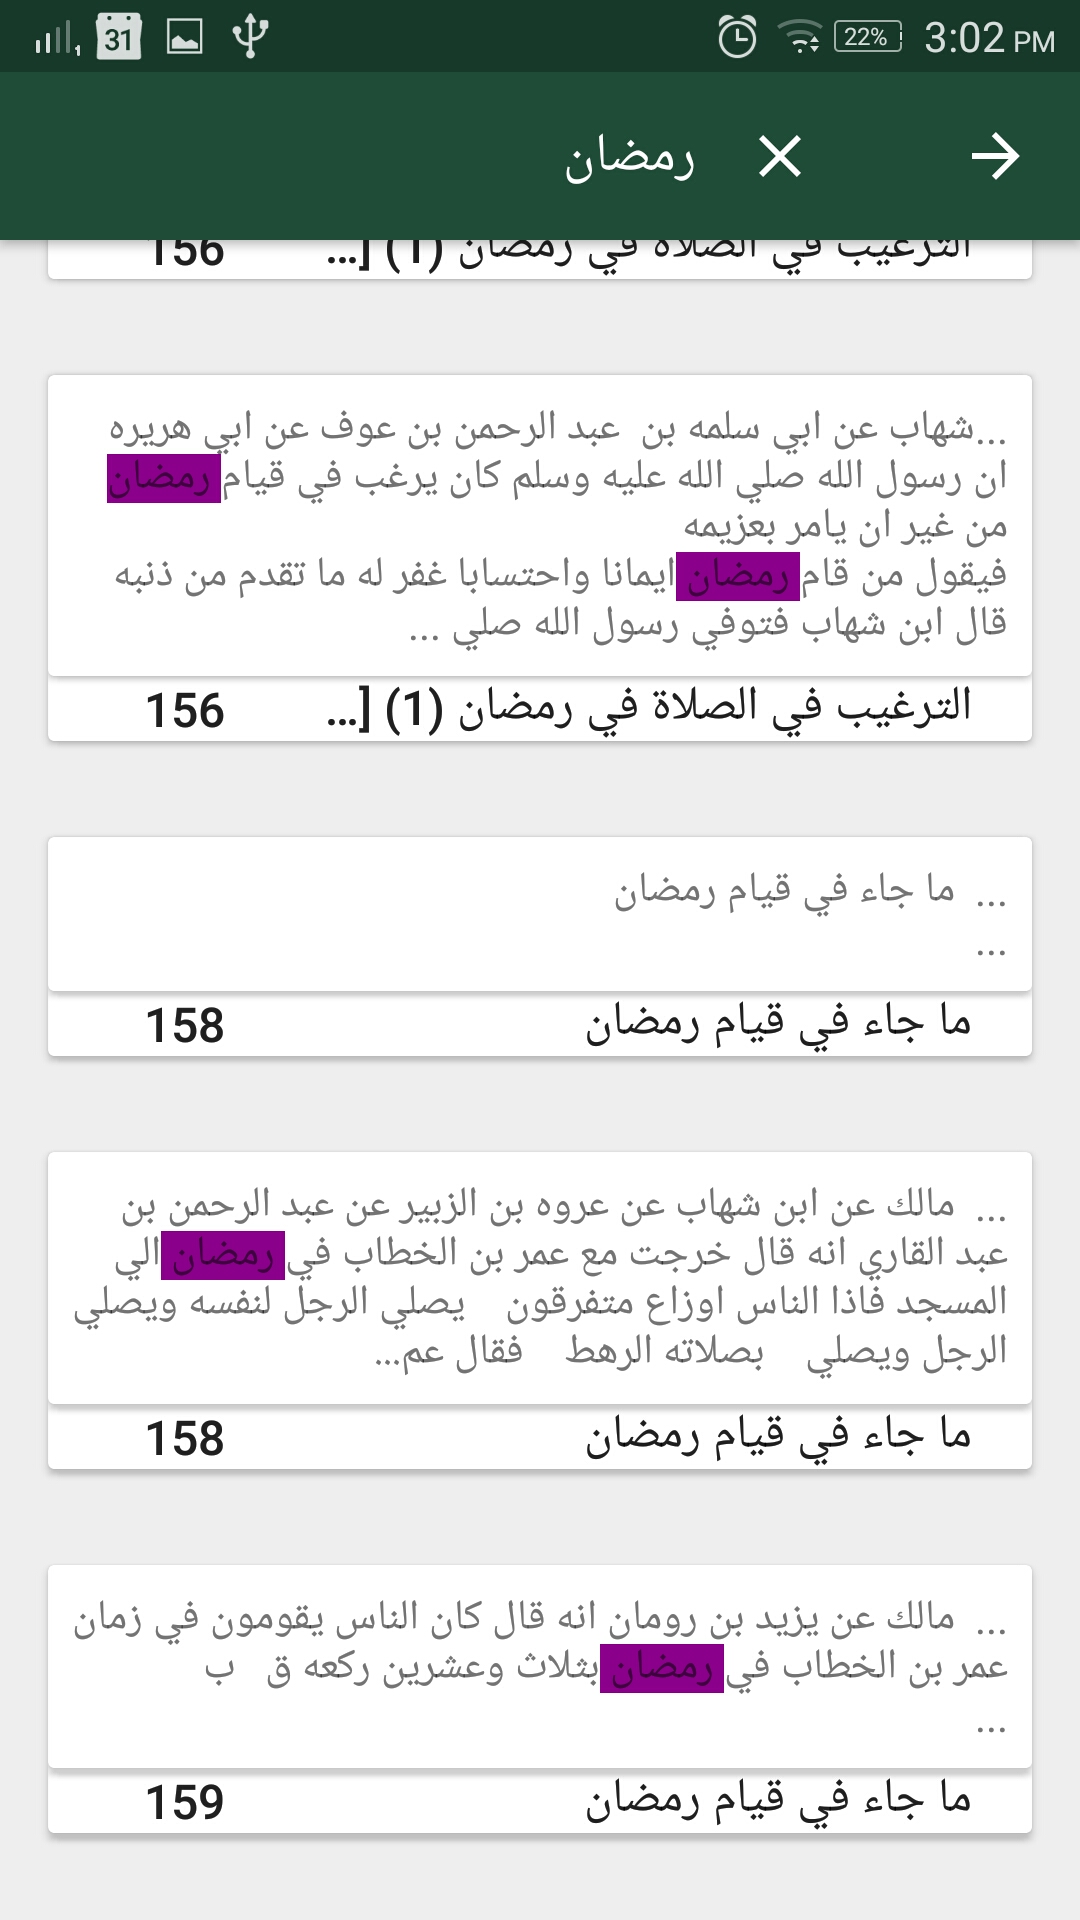 31
22%
3:02 PM
رمضان
الترغيب في الصلاة في رمضان (1) [...
156
...شهاب عن ابي سلمه بن عبد الرحمن بن عوف عن ابي هريره
ان رسول الله صلي الله عليه وسلم كان يرغب في قيام رمضان
من غير ان يامر بعزيمه
فيقول من قام رمضان ايمانا واحتسابا غفر له ما تقدم من ذنبه
قال ابن شهاب فتوفي رسول الله صلي ...
الترغيب في الصلاة في رمضان (1) [...
156
... ما جاء في قيام رمضان
...
ما جاء في قيام رمضان
158
... مالك عن ابن شهاب عن عروه بن الزبير عن عبد الرحمن بن
عبد القاري انه قال خرجت مع عمر بن الخطاب في رمضان الي
المسجد فاذا الناس اوزاع متفرقون يصلي الرجل لنفسه ويصلي
الرجل ويصلي بصلاته الرهط فقال عم...
ما جاء في قيام رمضان
158
... مالك عن يزيد بن رومان انه قال كان الناس يقومون في زمان
عمر بن الخطاب في رمضان بثلاث وعشرين ركعه ق ب
...
ما جاء في قيام رمضان
159